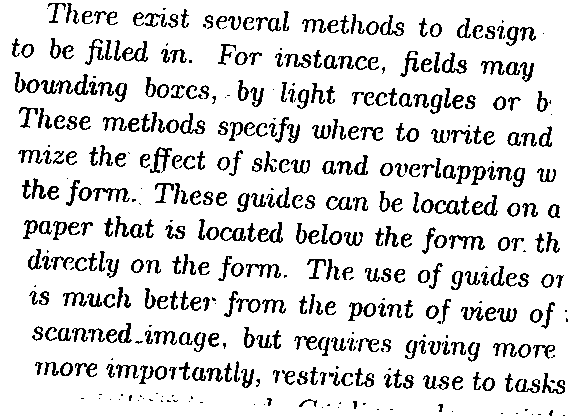 There exist several methods to design
to be filled in. For instance, fields may
bounding boxes, by light rectangles or b
These methods specify where to write and
mize the effect of skew and overlapping w
the form. These guides can be located on a
paper that is located below the form or th
directly on the form. The use of guides or
is much better from the point of view of
scanned image, but requires giving more
more importantly, restricts its use to tasks